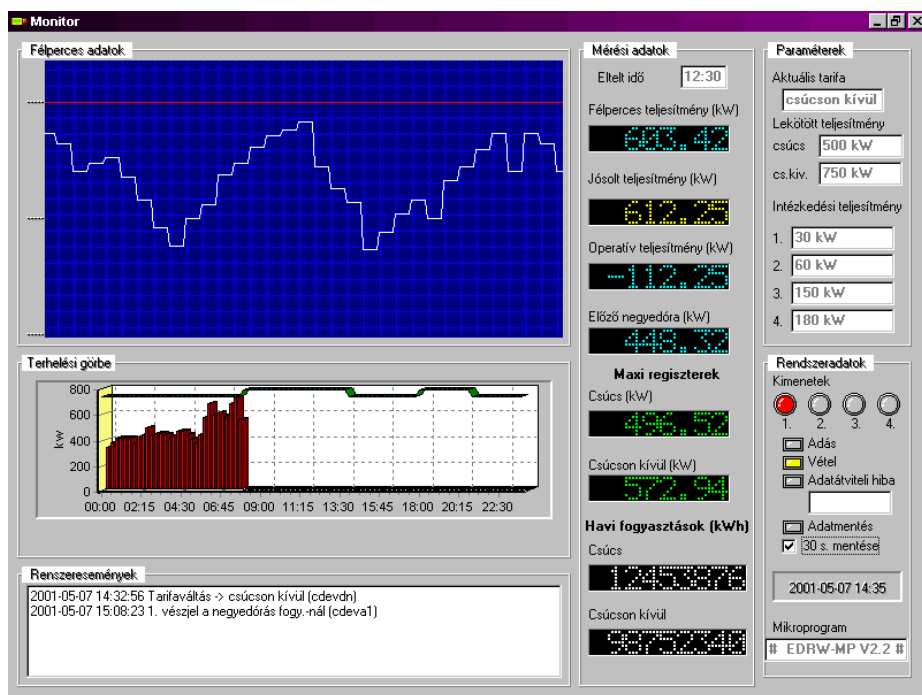 Monitor
Félperces adatok
Terhelési görbe
kW
800
600
400
200
0
00:00 02:15 04:30 06:45 09:00 11:15 13:30 15:45 18:00 20:15 22:30
Renszeresemények
2001-05-07 14:32:56 Tarifaváltás -> csúcson kívül (cdevdn)
2001-05-07 15:08:23 1. vészjel a negyedórás fogy.-nál (cdeva1)
Mérési adatok
Eltelt idő 12:30
Félperces teljesítmény (kW)
603.42
Jósolt teljesítmény (kW)
612.25
Operatív teljesítmény (kW)
-112.25
Előző negyedóra (kW)
448.32
Maxi regiszterek
Csúcs (kW)
496.52
Csúcson kívül (kW)
572.94
Havi fogyasztások (kWh)
Csúcs
12453876
Csúcson kívül
98752340
Paraméterek
Aktuális tarifa
csúcson kívül
Lekötött teljesítmény
csúcs 500 kW
cs.kiv. 750 kW
Intézkedési teljesítmény
1. 30 kW
2. 60 kW
3. 150 kW
4. 180 kW
Rendszeradatok
Kimenetek
1. 2. 3. 4.
Adás
Vétel
Adatátviteli hiba
Adatmentés
30 s. mentése
2001-05-07 14:35
Mikroprogram
# EDRW-MP V2.2 #